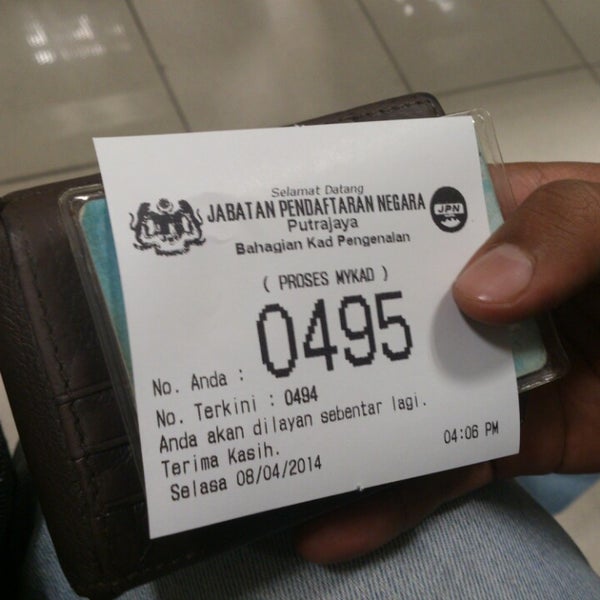 Selamat Datang
JABATAN PENDAFTARAN NEGARA
JPN
Putrajaya
Bahagian Kad Pengenalan
( PROSES MYKAD )
No. Anda : 0495
No. Terkini : 0494
Anda akan dilayan sebentar lagi.
Terima Kasih.
Selasa 08/04/2014
04:06 PM